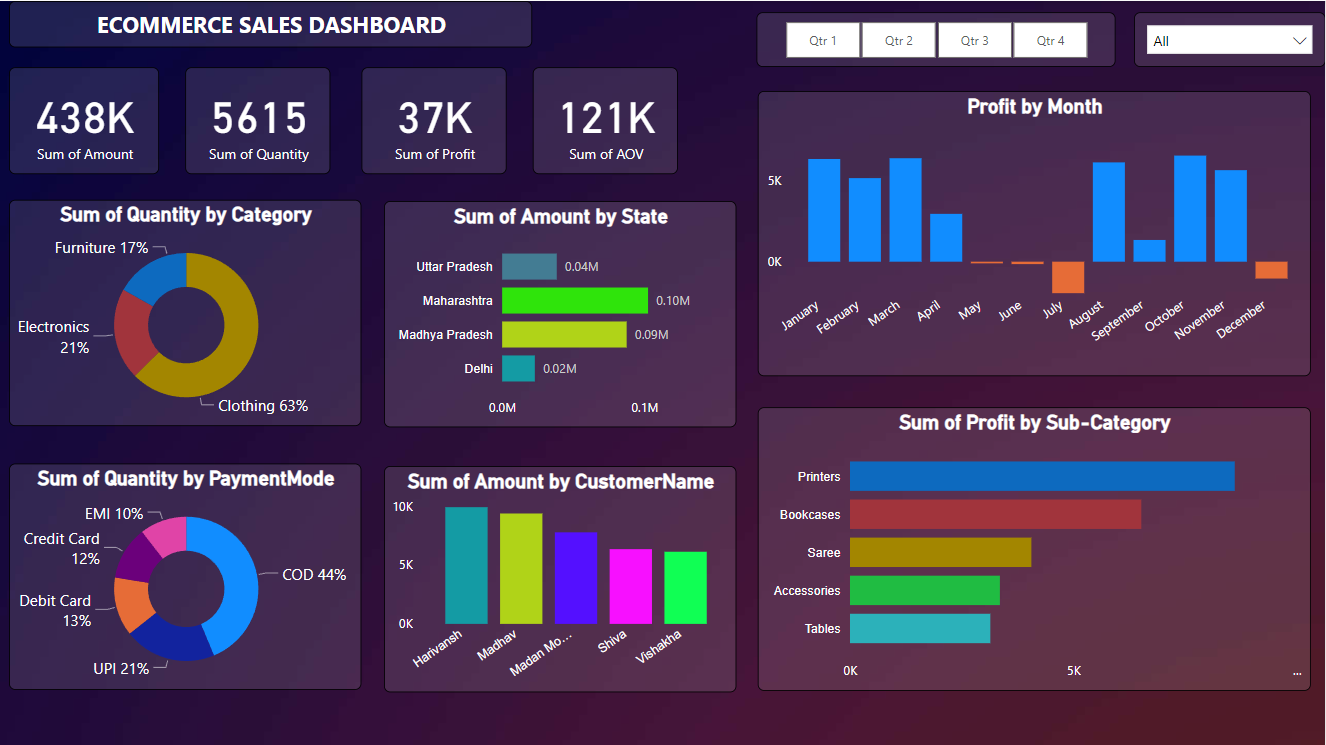 ECOMMERCE SALES DASHBOARD
Qtr 1
Qtr 2
Qtr 3
Qtr 4
All
438K
Sum of Amount
5615
Sum of Quantity
37K
Sum of Profit
121K
Sum of AOV
Profit by Month
5K
0K
January
February
March
April
May
June
July
August
September
October
November
December
Sum of Quantity by Category
Furniture 17%
Electronics
21%
Clothing 63%
Sum of Amount by State
Uttar Pradesh
0.04M
Maharashtra
0.10M
Madhya Pradesh
0.09M
Delhi
0.02M
0.0M
0.1M
Sum of Profit by Sub-Category
Printers
Bookcases
Saree
Accessories
Tables
0K
5K
...
Sum of Quantity by PaymentMode
EMI 10%
Credit Card
12%
COD 44%
Debit Card
13%
UPI 21%
Sum of Amount by CustomerName
10K
5K
0K
Harivansh
Madhav
Madan Mo...
Shiva
Vishakha